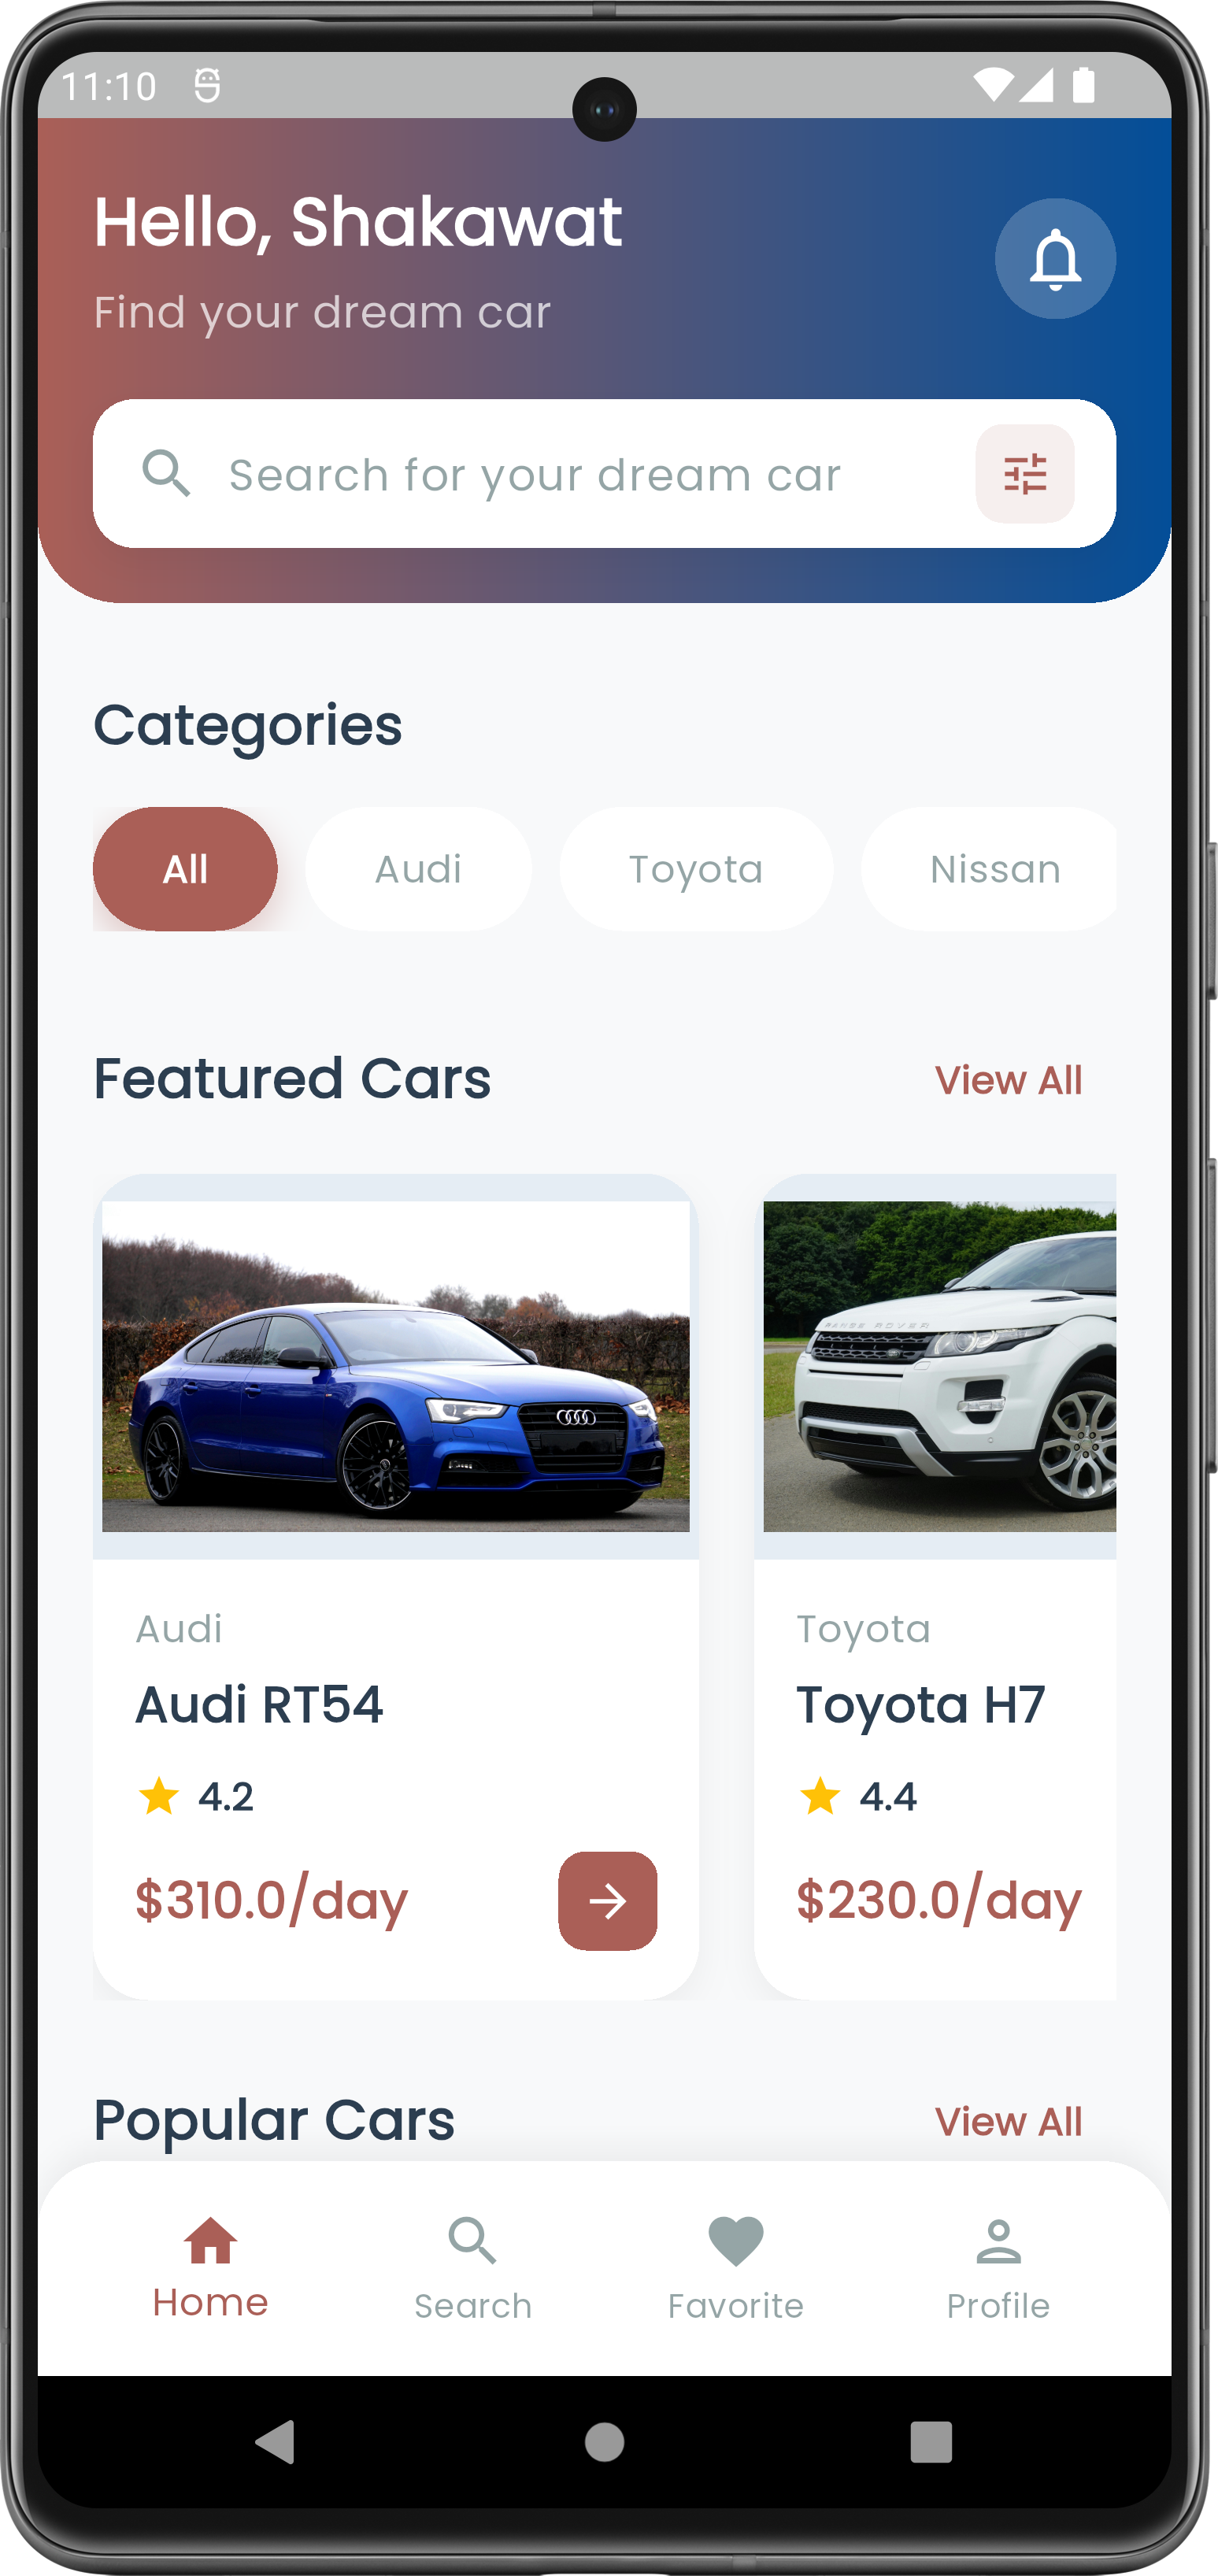 11:10
Hello, Shakawat
Find your dream car
Search for your dream car
Categories
All Audi Toyota Nissan
Featured Cars View All
RANGE ROVER
Audi Toyota
Audi RT54 Toyota H7
4.2 4.4
$310.0/day $230.0/day
Popular Cars View All
Home Search Favorite Profile